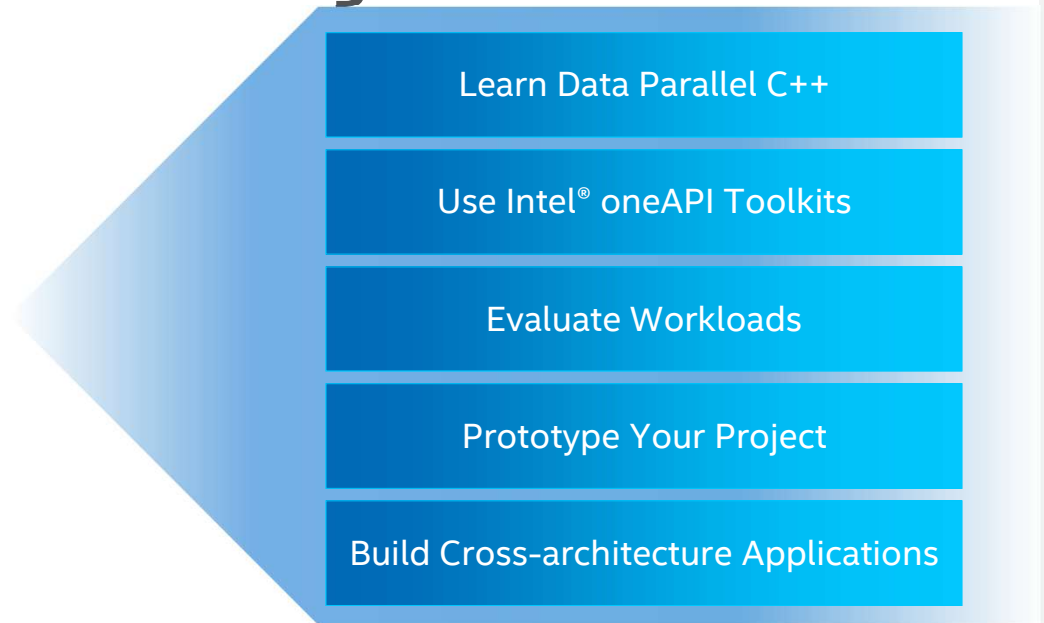 Learn Data Parallel C++
Use Intel® oneAPI Toolkits
Evaluate Workloads
Prototype Your Project
Build Cross-architecture Applications